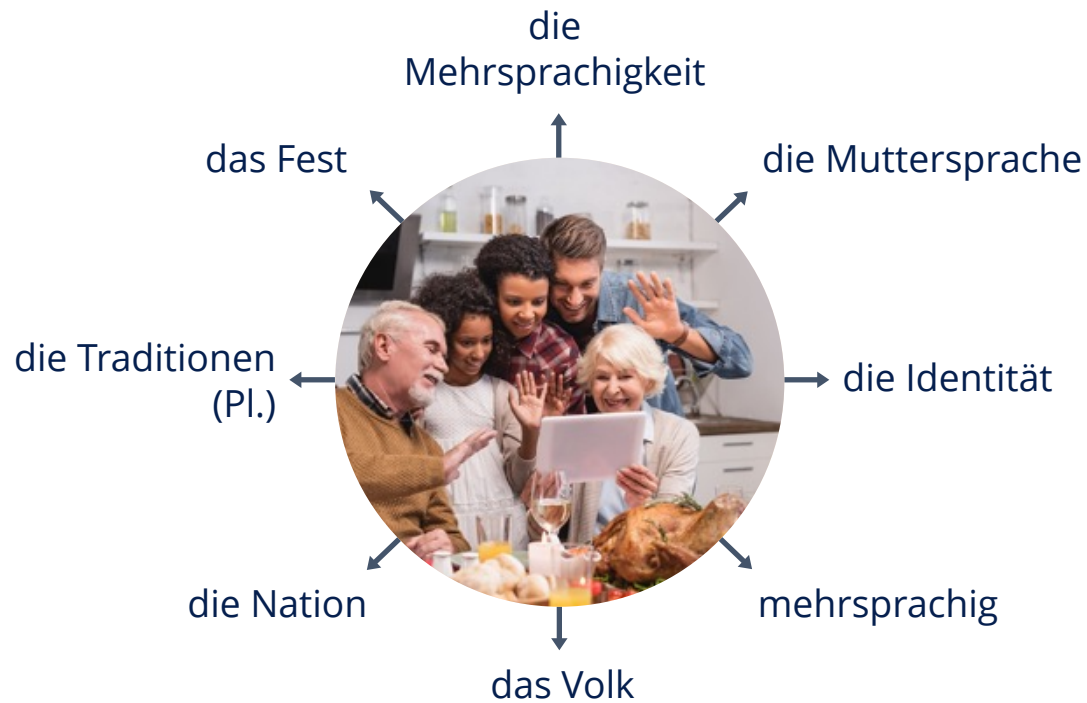 die
Mehrsprachigkeit
das Fest
die Muttersprache
die Traditionen
(Pl.)
die Identität
die Nation
mehrsprachig
das Volk